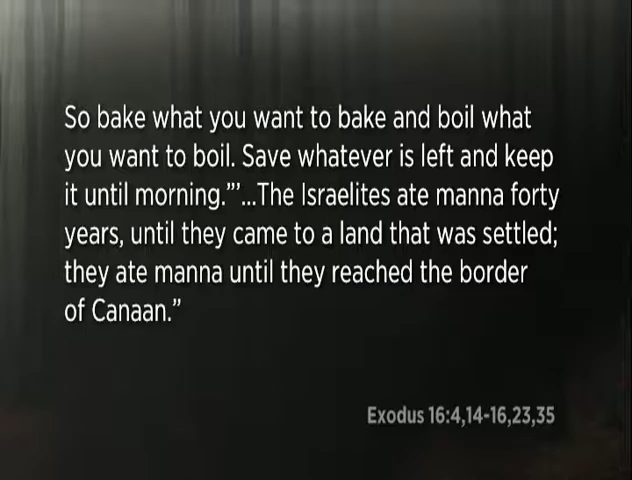 So bake what you want to bake and boil what
you want to boil. Save whatever is left and keep
it until morning.”’...The Israelites ate manna forty
years, until they came to a land that was settled;
they ate manna until they reached the border
of Canaan.”
Exodus 16:4,14-16,23,35